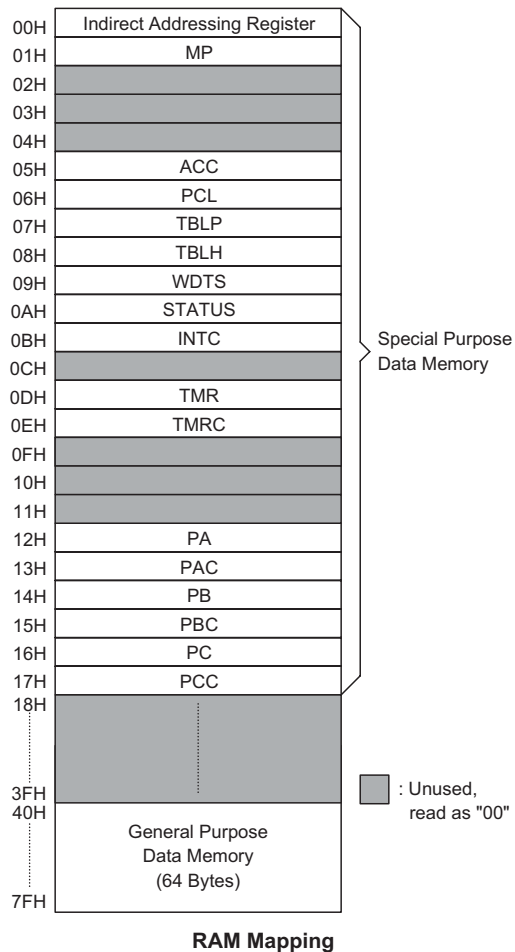 00H Indirect Addressing Register
01H MP
02H
03H
04H
05H ACC
06H PCL
07H TBLP
08H TBLH
09H WDTS
0AH STATUS
0BH INTC
Special Purpose
Data Memory
0CH
0DH TMR
0EH TMRC
0FH
10H
11H
12H PA
13H PAC
14H PB
15H PBC
16H PC
17H PCC
18H
3FH
40H
General Purpose
Data Memory
(64 Bytes)
7FH
: Unused,
read as "00"
RAM Mapping